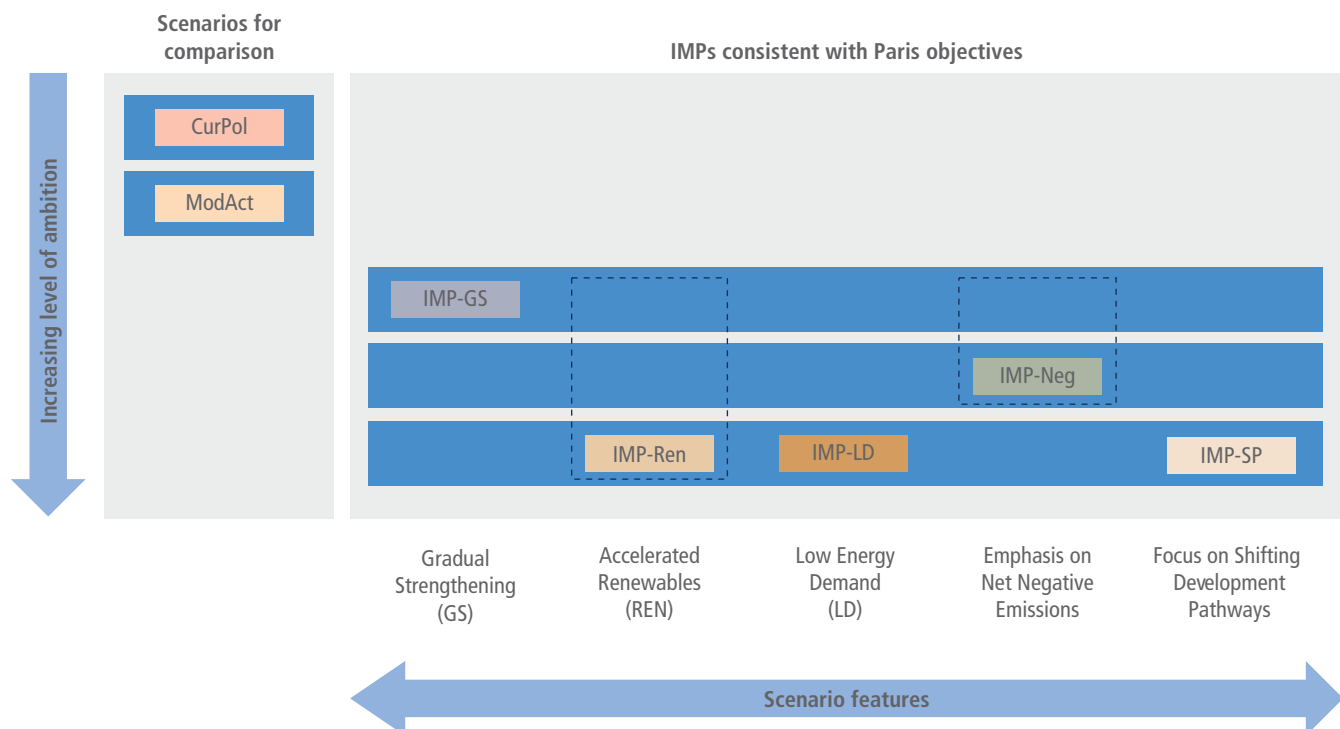 Scenarios for
comparison
IMPs consistent with Paris objectives
Increasing level of ambition
CurPol
ModAct
IMP-GS
IMP-Neg
IMP-Ren
IMP-LD
IMP-SP
Gradual
Strengthening
(GS)
Accelerated
Renewables
(REN)
Low Energy
Demand
(LD)
Emphasis on
Net Negative
Emissions
Focus on Shifting
Development
Pathways
Scenario features